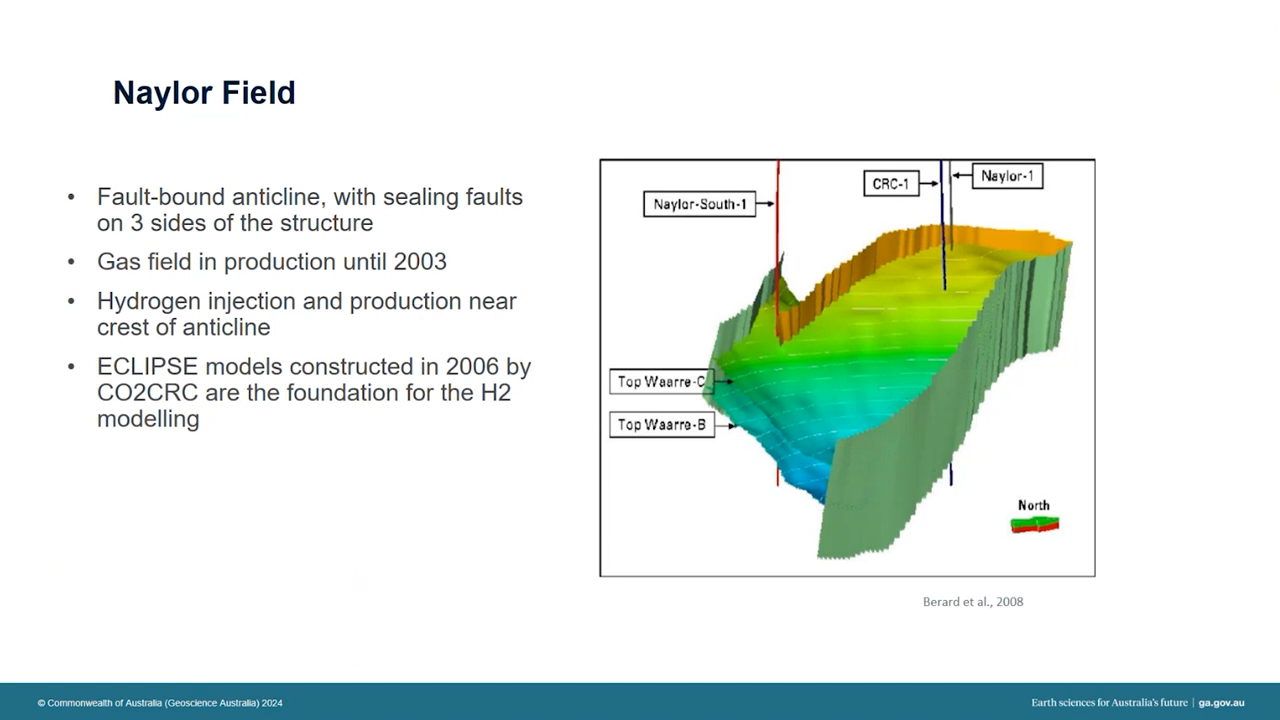 Naylor Field
• Fault-bound anticline, with sealing faults
on 3 sides of the structure
• Gas field in production until 2003
• Hydrogen injection and production near
crest of anticline
• ECLIPSE models constructed in 2006 by
CO2CRC are the foundation for the H2
modelling
CRC-1
Naylor-1
Naylor-South-1
Top Waarre-C
Top Waarre-B
North
Berard et al., 2008
© Commonwealth of Australia (Geoscience Australia) 2024
Earth sciences for Australia's future | ga.gov.au